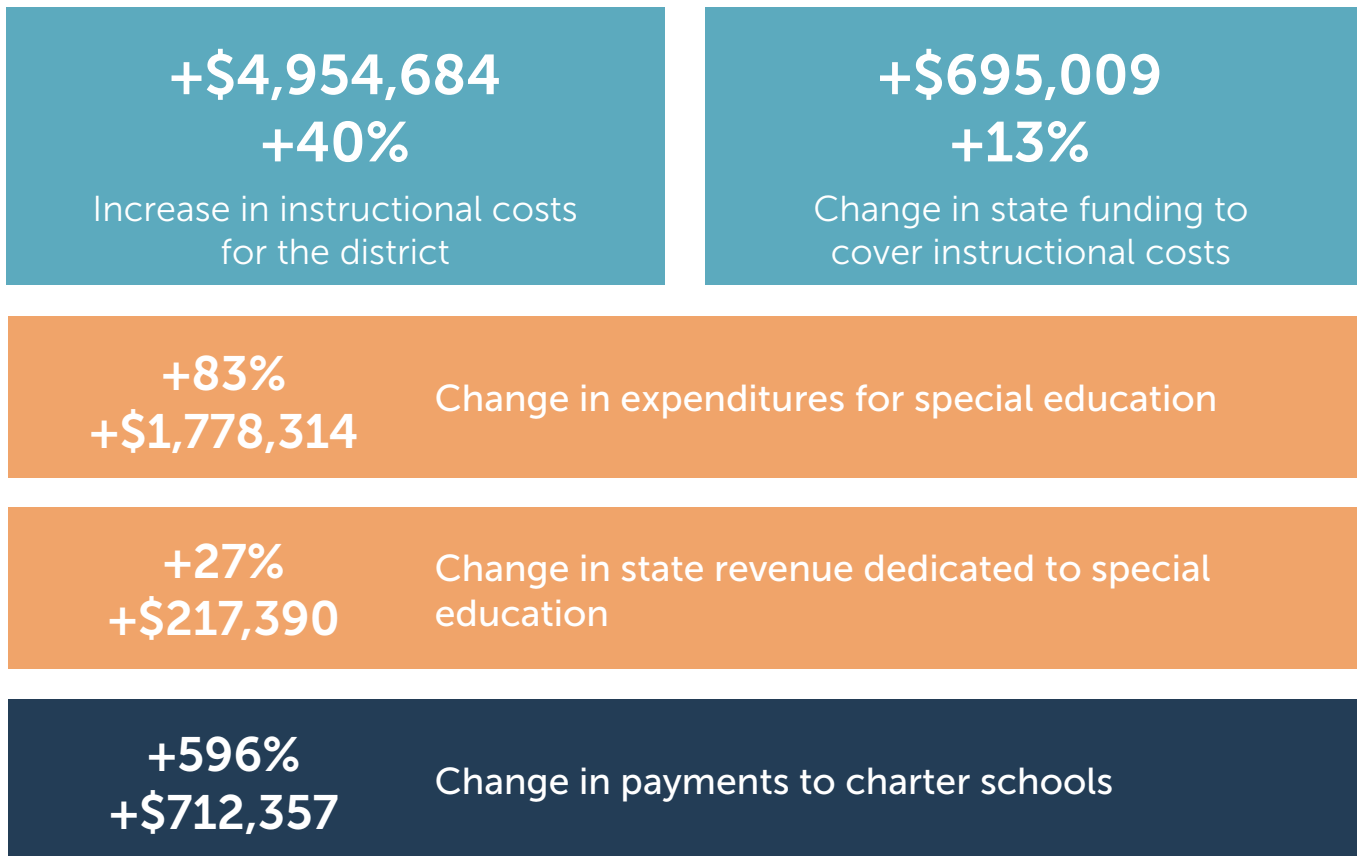 +$4,954,684
+40%
Increase in instructional costs
for the district
+$695,009
+13%
Change in state funding to
cover instructional costs
+83%
+$1,778,314
Change in expenditures for special education
+27%
+$217,390
Change in state revenue dedicated to special
education
+596%
+$712,357
Change in payments to charter schools